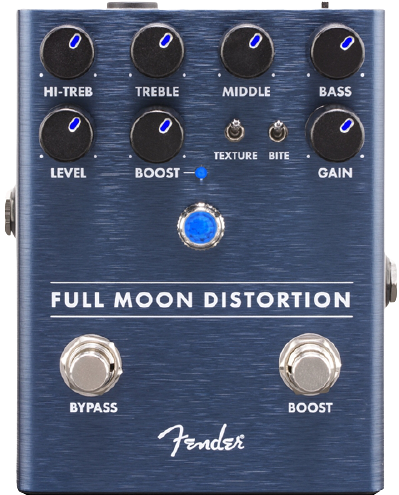 HI-TREB TREBLE MIDDLE BASS
LEVEL BOOST TEXTURE BITE GAIN
FULL MOON DISTORTION
BYPASS BOOST
Fender